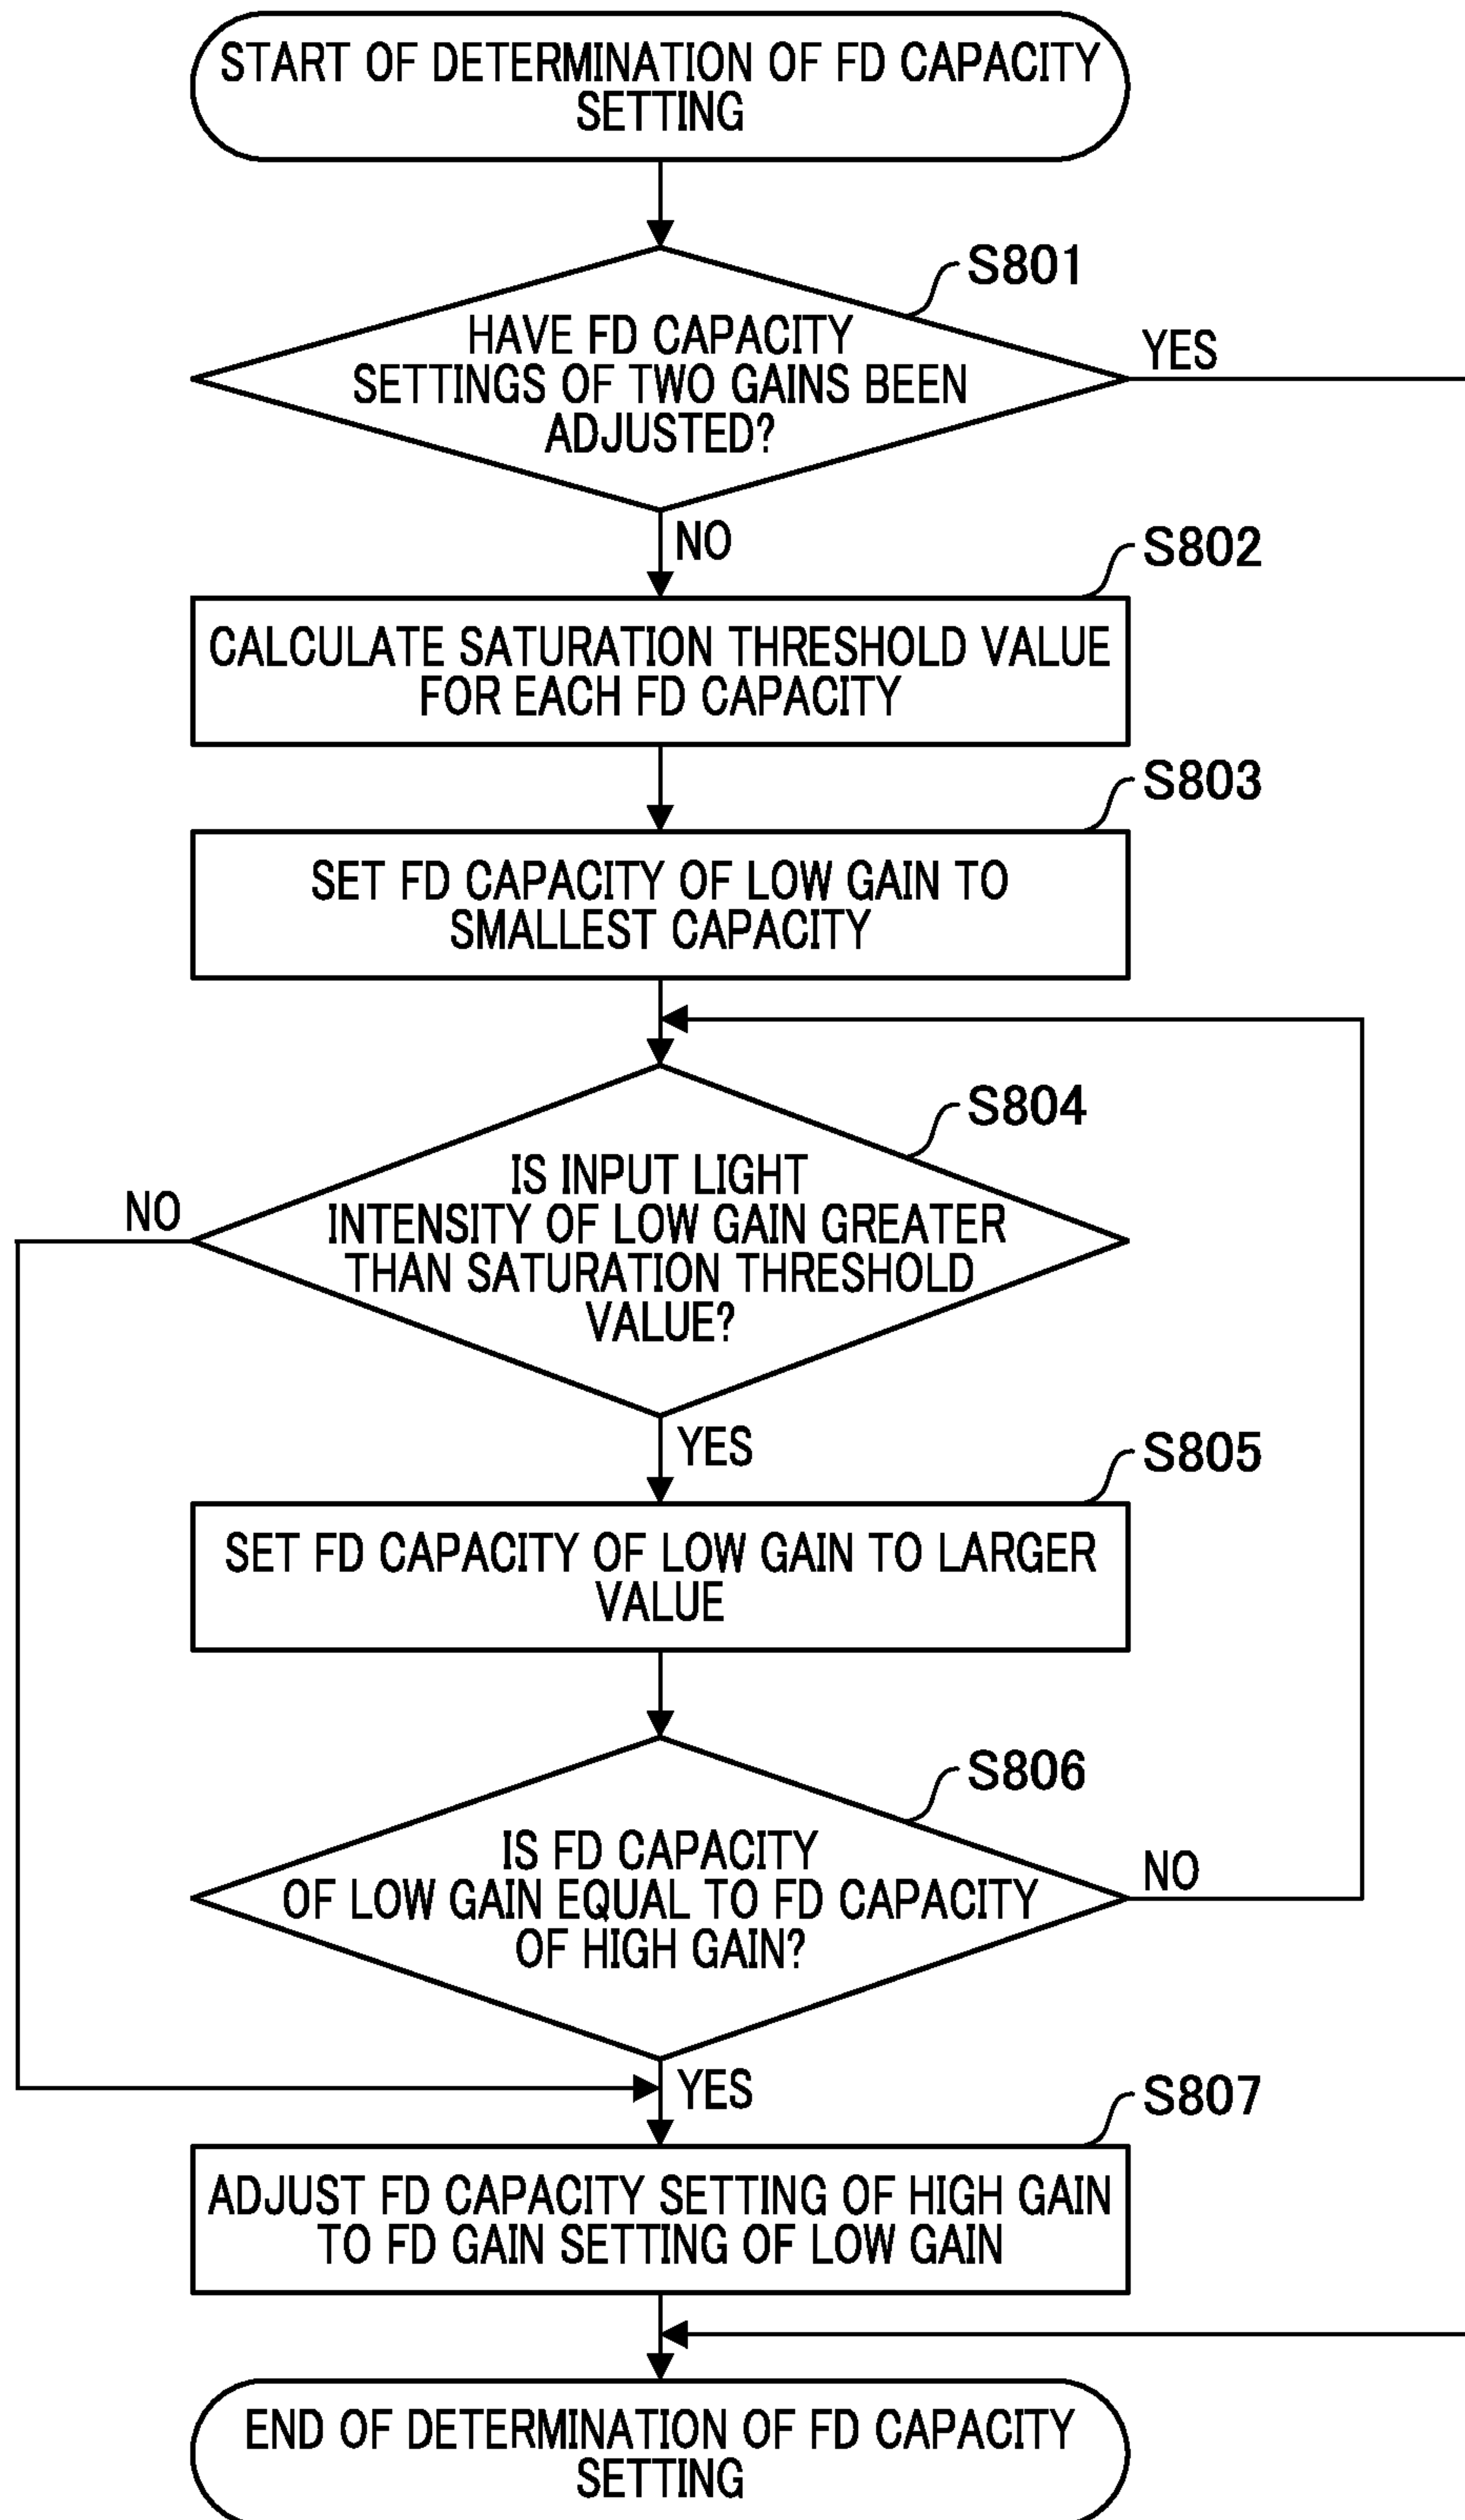 START OF DETERMINATION OF FD CAPACITY
SETTING
S801
HAVE FD CAPACITY
SETTINGS OF TWO GAINS BEEN
ADJUSTED?
YES
NO
S802
CALCULATE SATURATION THRESHOLD VALUE
FOR EACH FD CAPACITY
S803
SET FD CAPACITY OF LOW GAIN TO
SMALLEST CAPACITY
S804
IS INPUT LIGHT
INTENSITY OF LOW GAIN GREATER
THAN SATURATION THRESHOLD
VALUE?
NO
YES
S805
SET FD CAPACITY OF LOW GAIN TO LARGER
VALUE
S806
IS FD CAPACITY
OF LOW GAIN EQUAL TO FD CAPACITY
OF HIGH GAIN?
NO
YES
S807
ADJUST FD CAPACITY SETTING OF HIGH GAIN
TO FD GAIN SETTING OF LOW GAIN
END OF DETERMINATION OF FD CAPACITY
SETTING